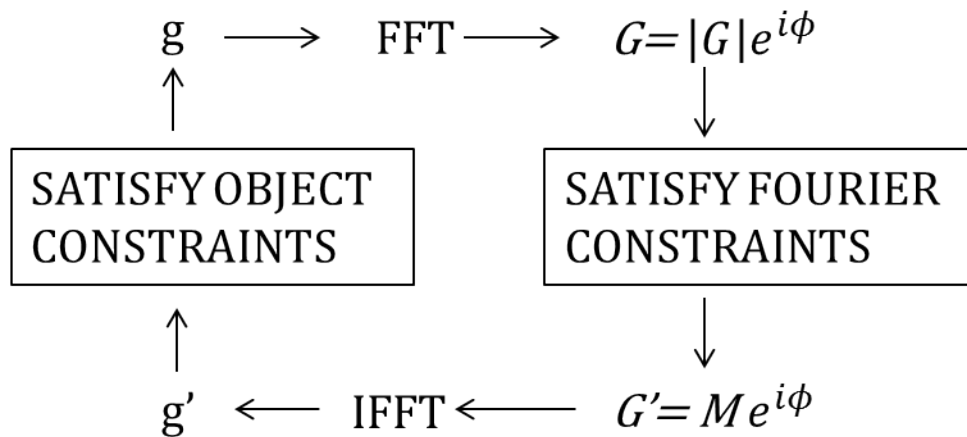 g FFT G=|G|e^{iϕ}
SATISFY OBJECT CONSTRAINTS
SATISFY FOURIER CONSTRAINTS
g' IFFT G'=Me^{iϕ}